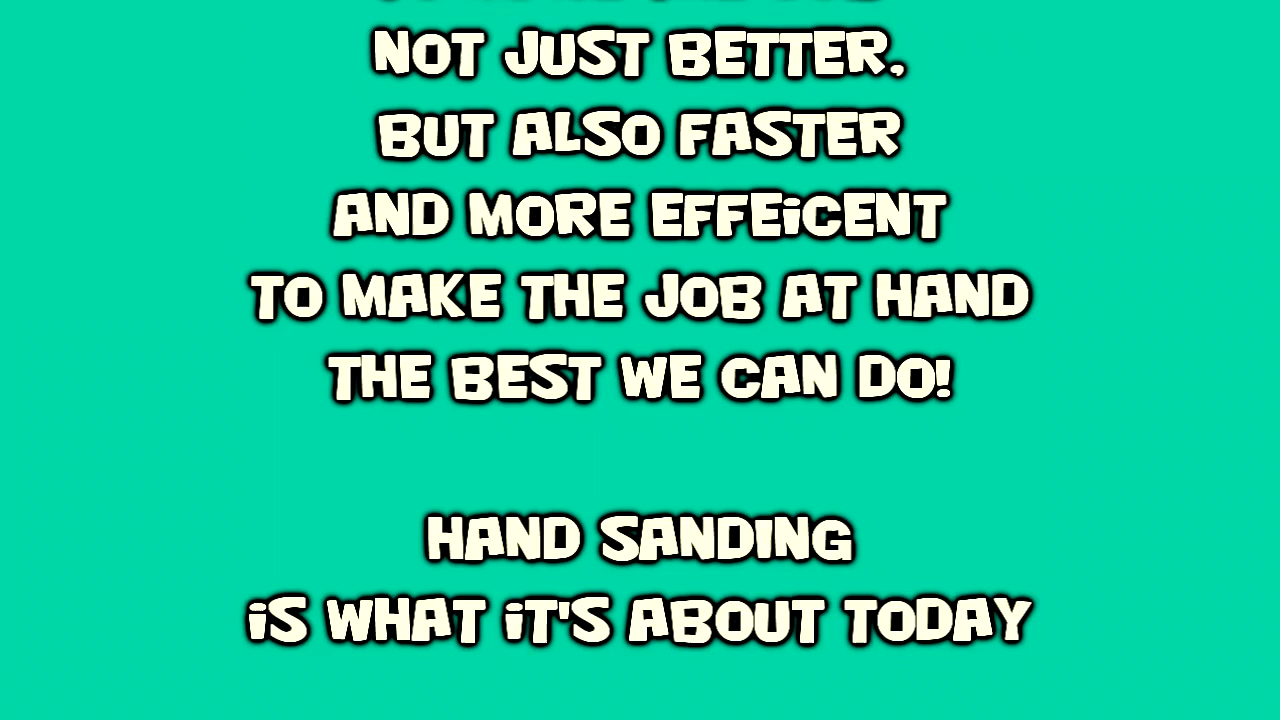 NOT JUST BETTER,
BUT ALSO FASTER
AND MORE EFFEiCENT
TO MAKE THE JOB AT HAND
THE BEST WE CAN DO!
HAND SANDING
iS WHAT iT'S ABOUT TODAY